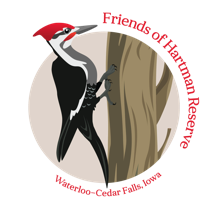 Friends of Hartman Reserve
Waterloo-Cedar Falls, Iowa